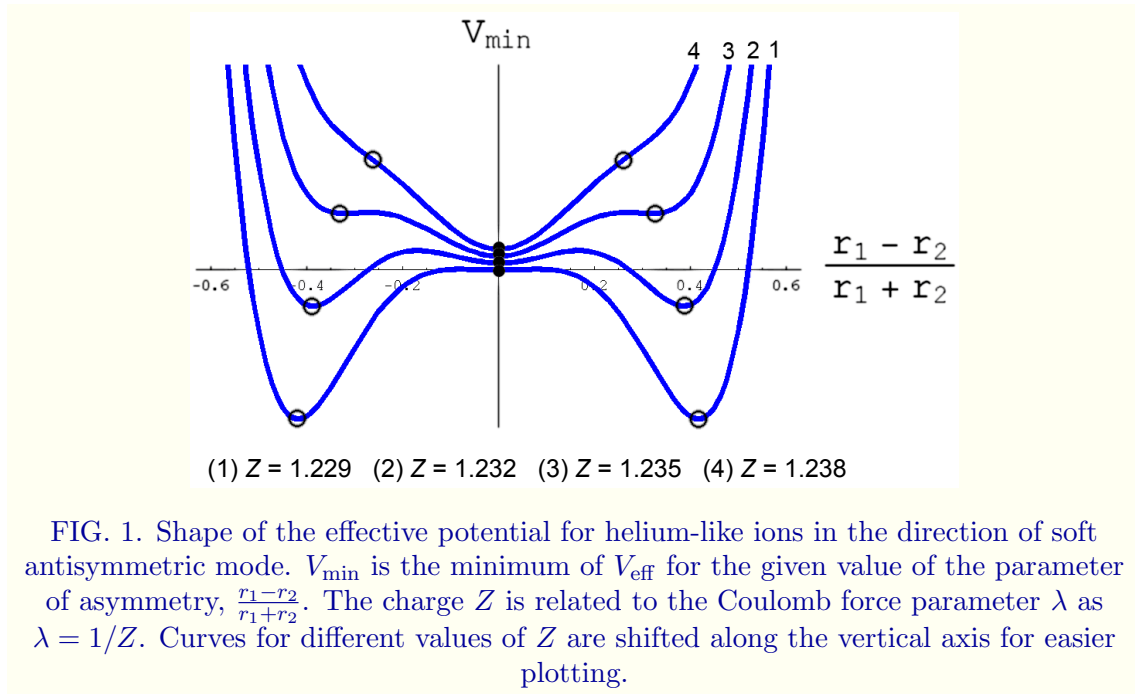 V_min
4 3 2 1
r₁ − r₂
r₁ + r₂
-0.6 -0.4 -0.2 0.2 0.4 0.6
(1) Z = 1.229 (2) Z = 1.232 (3) Z = 1.235 (4) Z = 1.238
FIG. 1. Shape of the effective potential for helium-like ions in the direction of soft
antisymmetric mode. V_min is the minimum of V_eff for the given value of the parameter
of asymmetry, (r₁−r₂)/(r₁+r₂). The charge Z is related to the Coulomb force parameter λ as
λ = 1/Z. Curves for different values of Z are shifted along the vertical axis for easier
plotting.